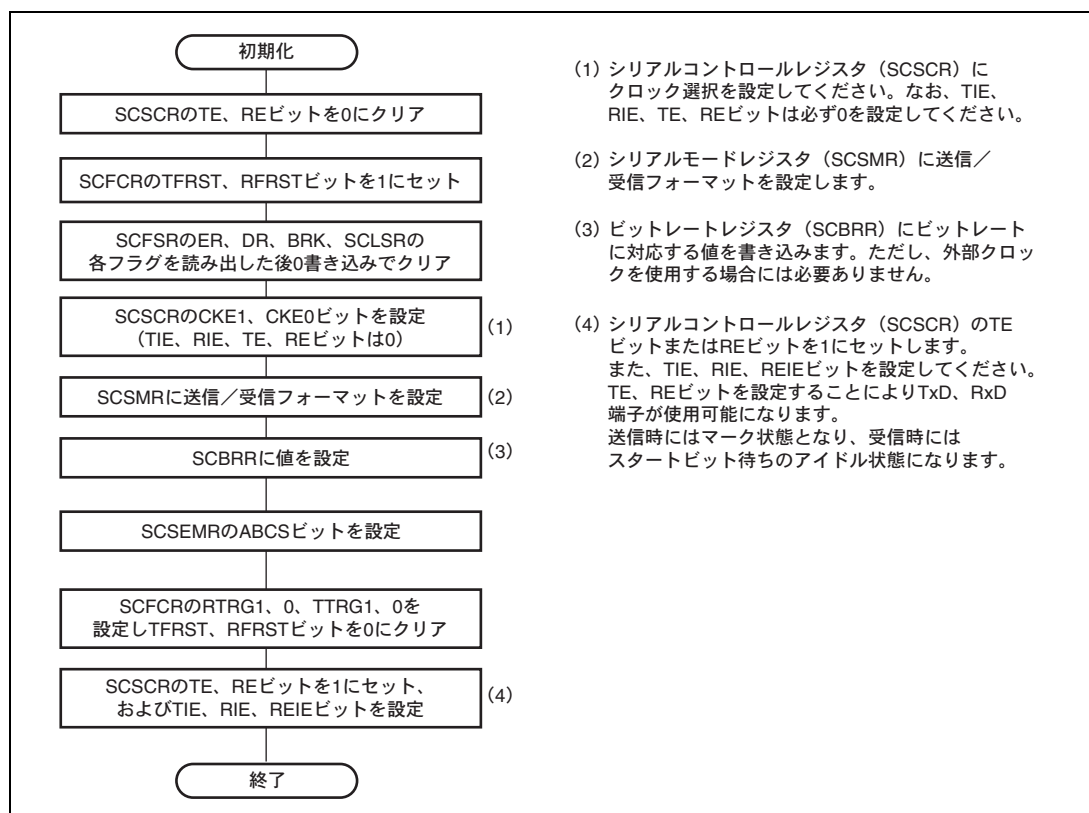 初期化
SCSCRのTE、REビットを0にクリア
SCFCRのTFRST、RFRSTビットを1にセット
SCFSRのER、DR、BRK、SCLSRの
各フラグを読み出した後0書き込みでクリア
SCSCRのCKE1、CKE0ビットを設定
（TIE、RIE、TE、REビットは0）
（1）
SCSMRに送信／受信フォーマットを設定
（2）
SCBRRに値を設定
（3）
SCSEMRのABCSビットを設定
SCFCRのRTRG1、0、TTRG1、0を
設定しTFRST、RFRSTビットを0にクリア
SCSCRのTE、REビットを1にセット、
およびTIE、RIE、REIEビットを設定
（4）
終了
（1）シリアルコントロールレジスタ（SCSCR）に
クロック選択を設定してください。なお、TIE、
RIE、TE、REビットは必ず0を設定してください。
（2）シリアルモードレジスタ（SCSMR）に送信／
受信フォーマットを設定します。
（3）ビットレートレジスタ（SCBRR）にビットレート
に対応する値を書き込みます。ただし、外部クロッ
クを使用する場合には必要ありません。
（4）シリアルコントロールレジスタ（SCSCR）のTE
ビットまたはREビットを1にセットします。
また、TIE、RIE、REIEビットを設定してください。
TE、REビットを設定することによりTxD、RxD
端子が使用可能になります。
送信時にはマーク状態となり、受信時には
スタートビット待ちのアイドル状態になります。